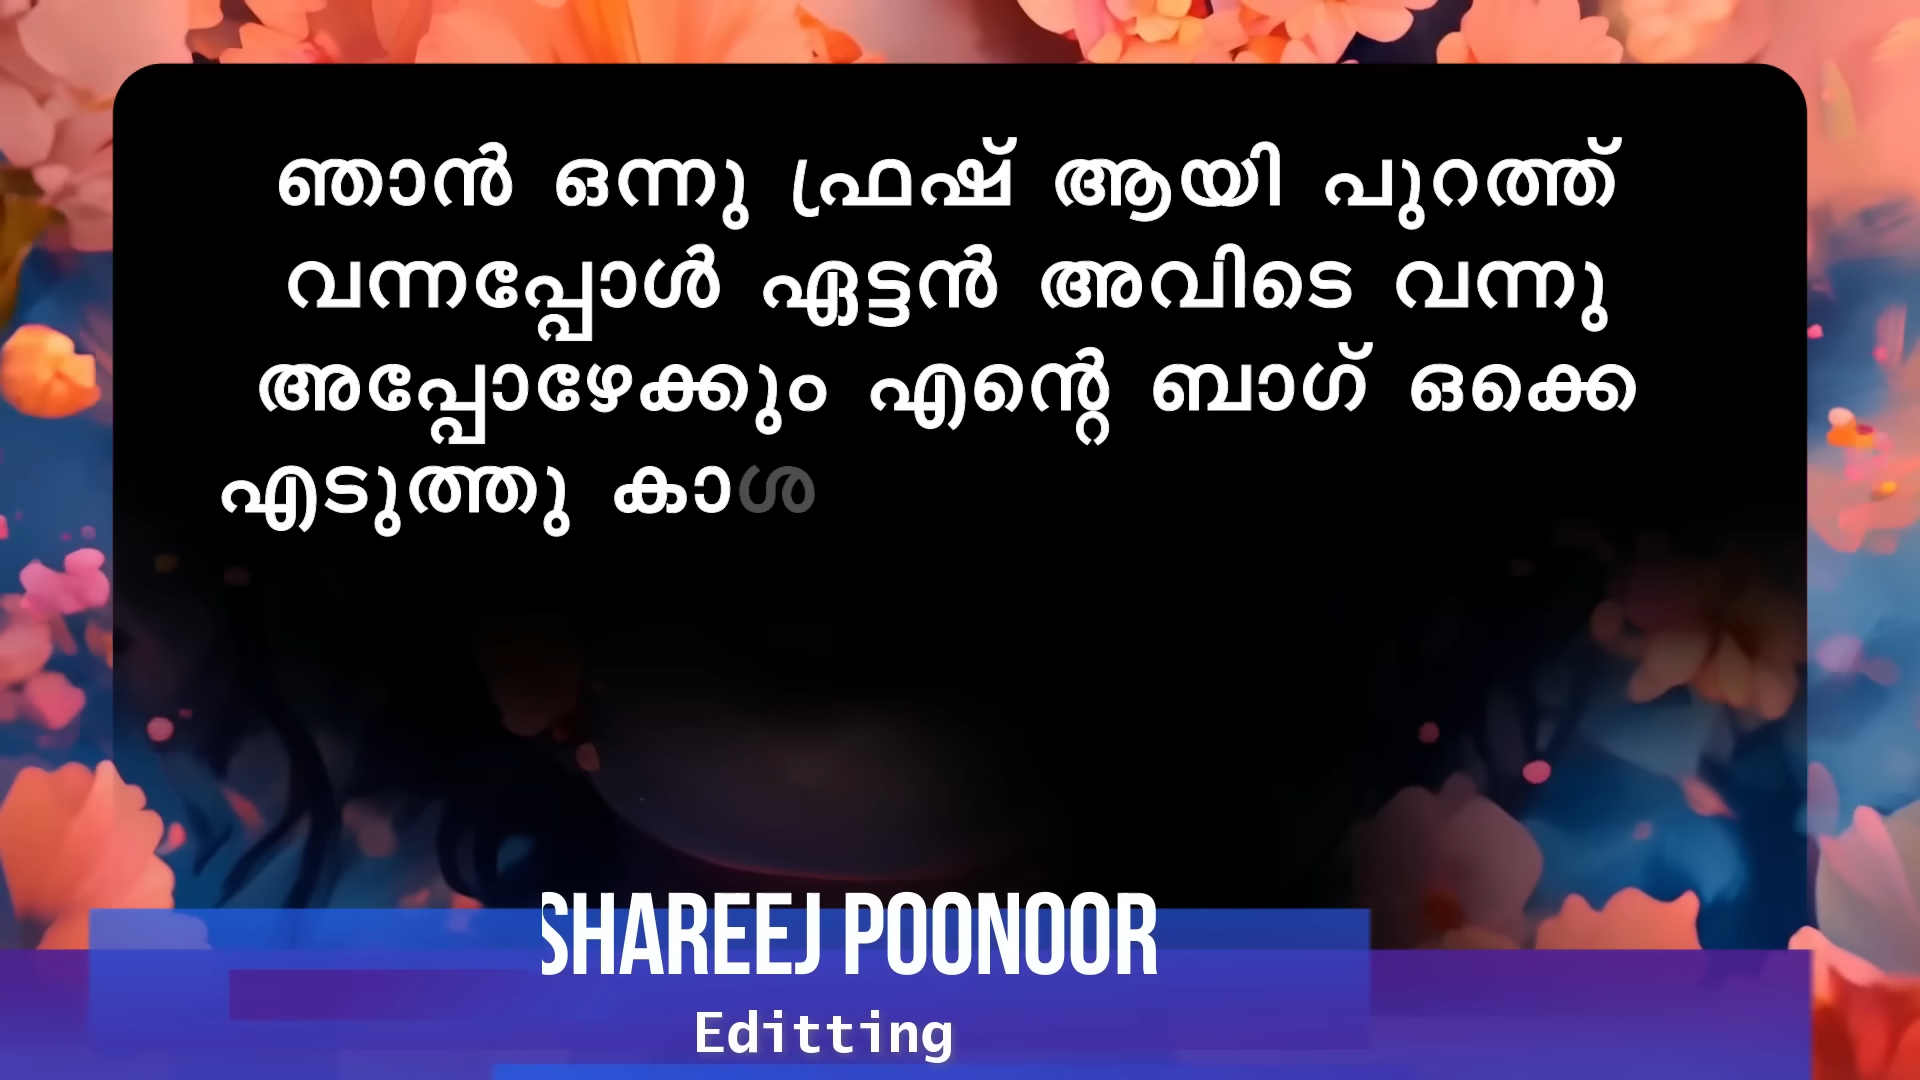 ഞാൻ ഒന്നു ഫ്രഷ് ആയി പുറത്ത്
വന്നപ്പോൾ ഏട്ടൻ അവിടെ വന്നു
അപ്പോഴേക്കും എന്റെ ബാഗ് ഒക്കെ
എടുത്തു കാശ
SHAREEJ POONOOR
Editting